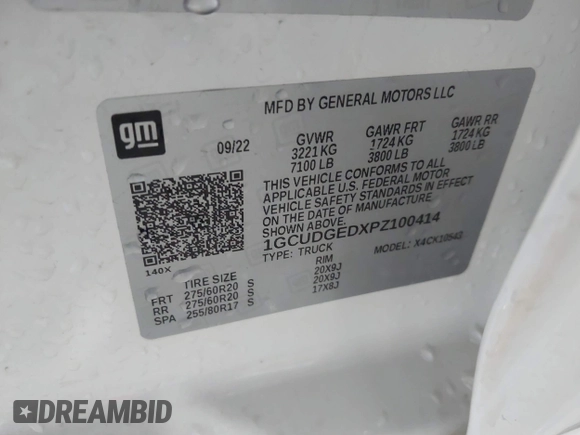 MFD BY GENERAL MOTORS LLC
gm
09/22
GVWR GAWR FRT GAWR RR
3221 KG 1724 KG 1724 KG
7100 LB 3800 LB 3800 LB
THIS VEHICLE CONFORMS TO ALL
APPLICABLE U.S. FEDERAL MOTOR
VEHICLE SAFETY STANDARDS IN EFFECT
ON THE DATE OF MANUFACTURE
SHOWN ABOVE.
1GCUDGEDXPZ100414
TYPE: TRUCK MODEL: X4CK10543
140X
TIRE SIZE RIM
FRT 275/60R20 S 20X9J
RR 275/60R20 S 20X9J
SPA 255/80R17 S 17X8J
DREAMBID